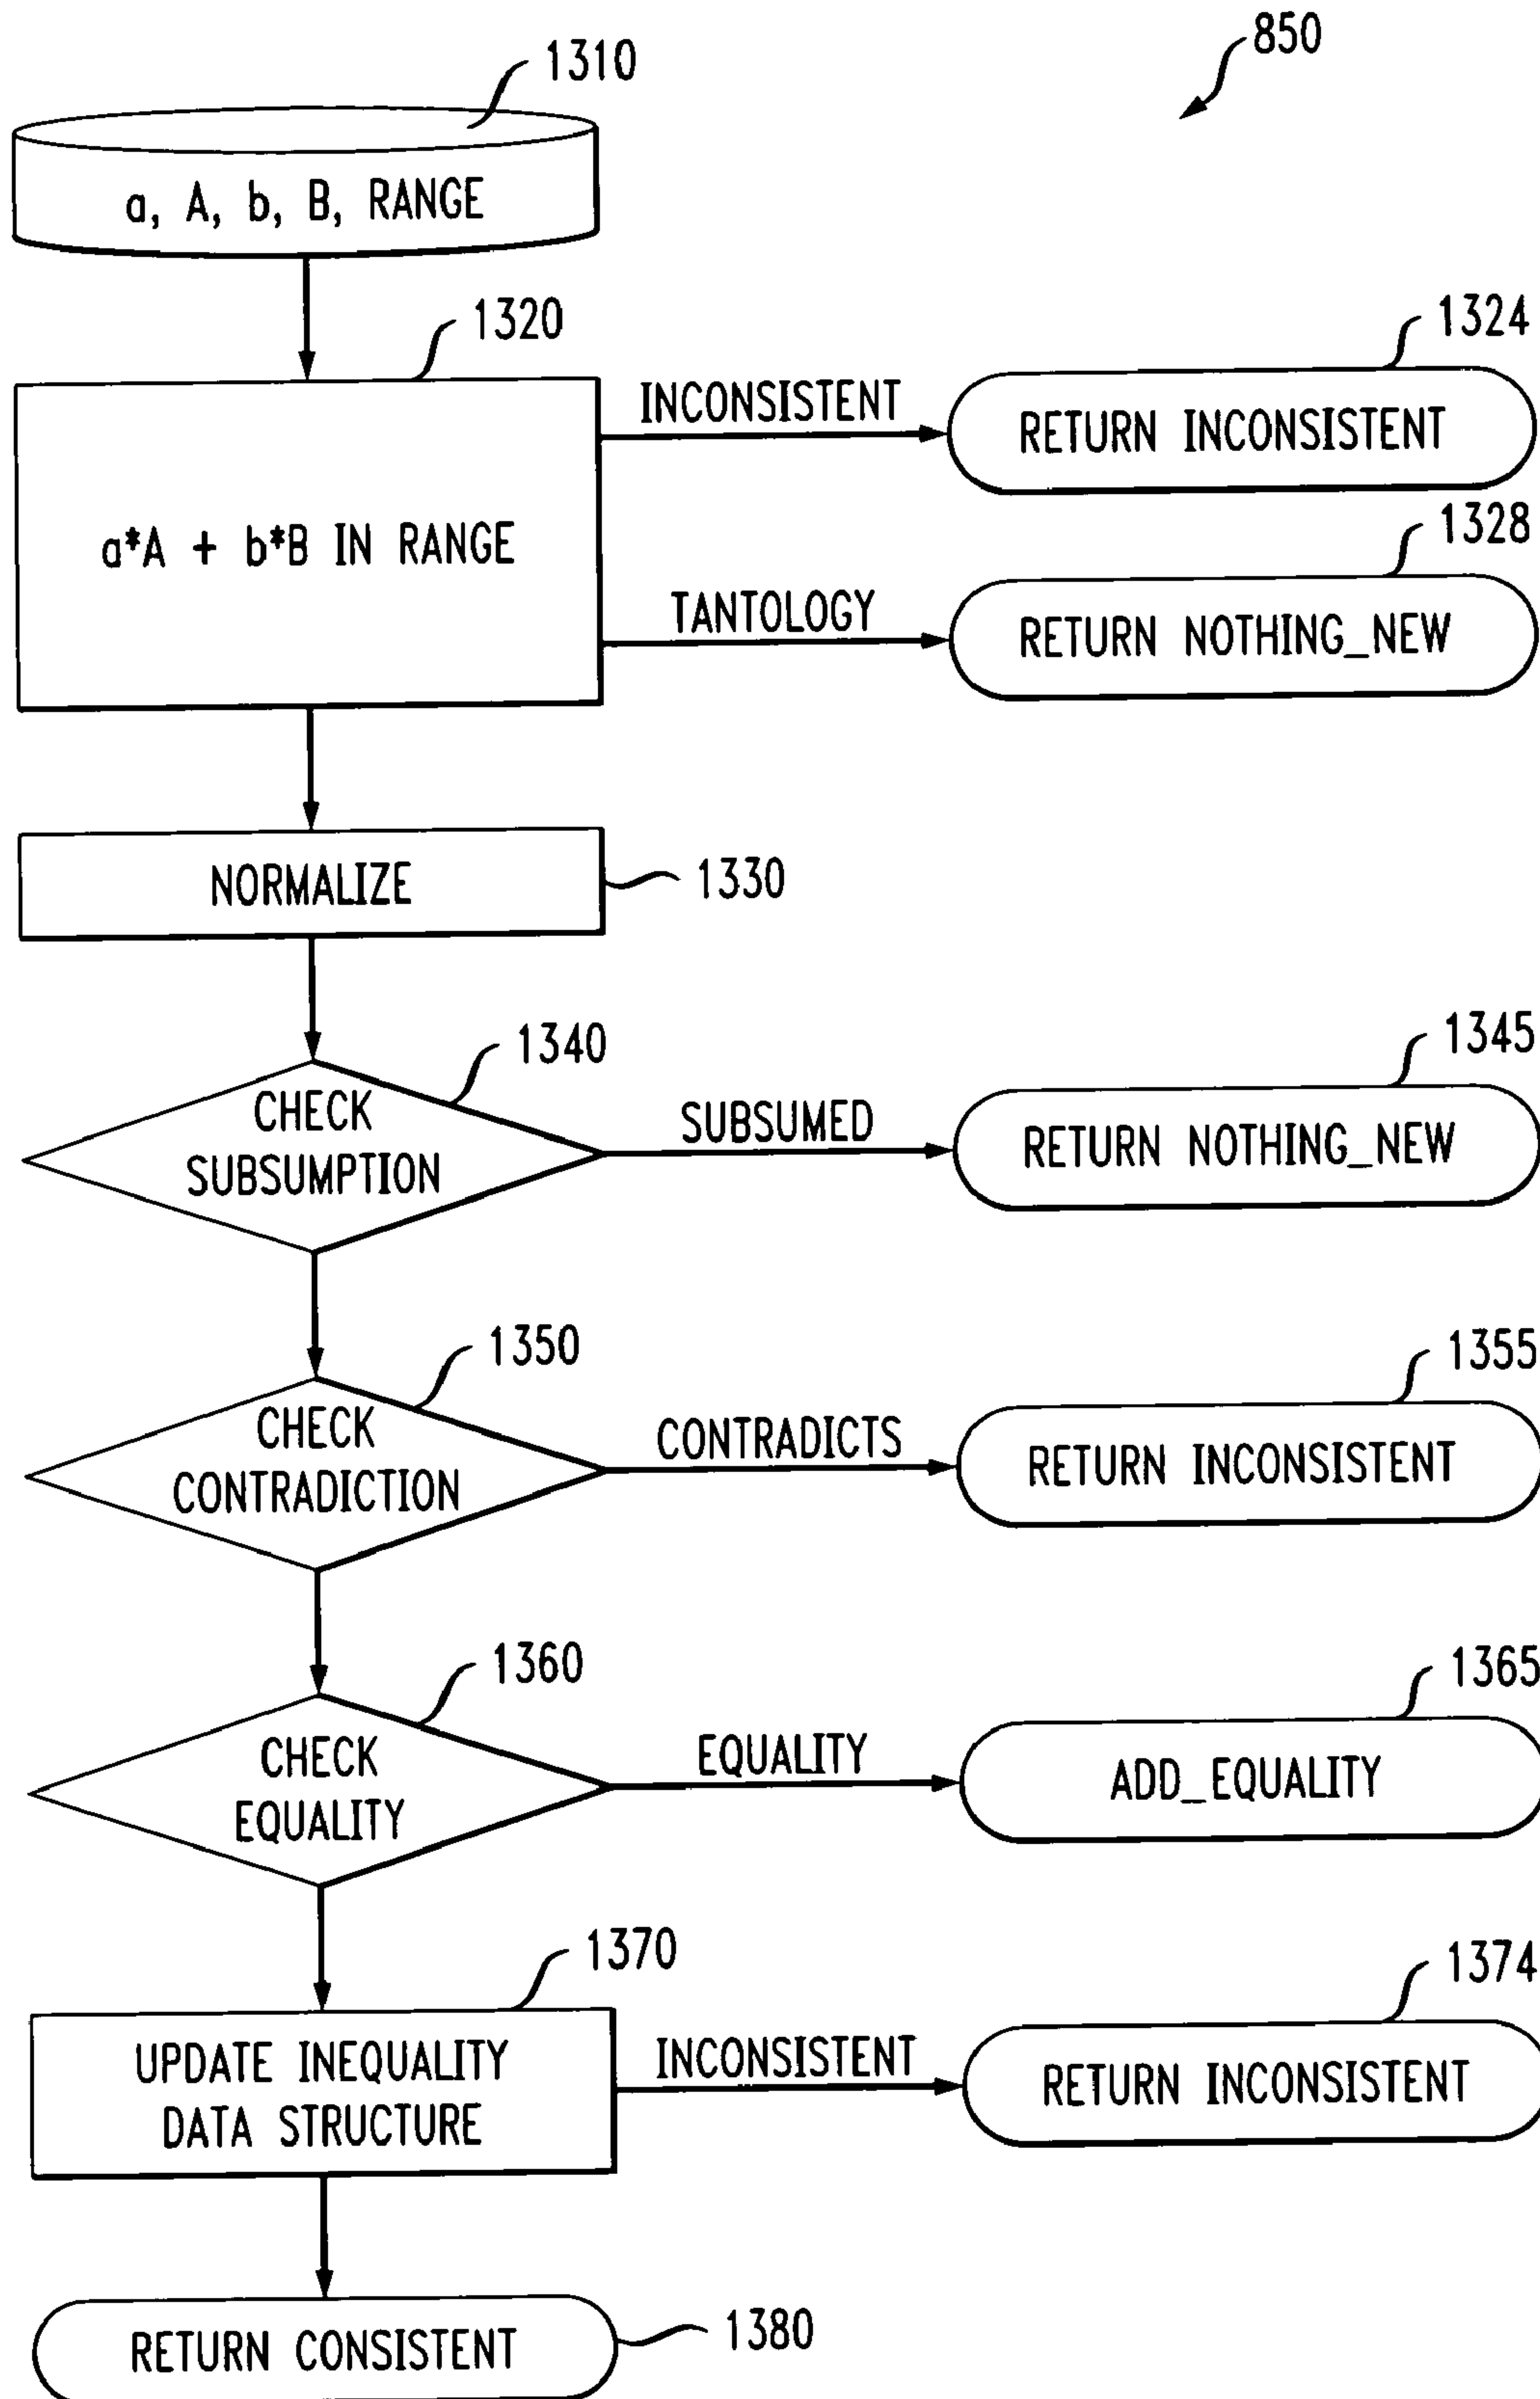 850
1310
a, A, b, B, RANGE
1320
a*A + b*B IN RANGE
INCONSISTENT
1324
RETURN INCONSISTENT
TANTOLOGY
1328
RETURN NOTHING_NEW
NORMALIZE
1330
1340
CHECK
SUBSUMPTION
SUBSUMED
1345
RETURN NOTHING_NEW
1350
CHECK
CONTRADICTION
CONTRADICTS
1355
RETURN INCONSISTENT
1360
CHECK
EQUALITY
EQUALITY
1365
ADD_EQUALITY
1370
UPDATE INEQUALITY
DATA STRUCTURE
INCONSISTENT
1374
RETURN INCONSISTENT
RETURN CONSISTENT
1380